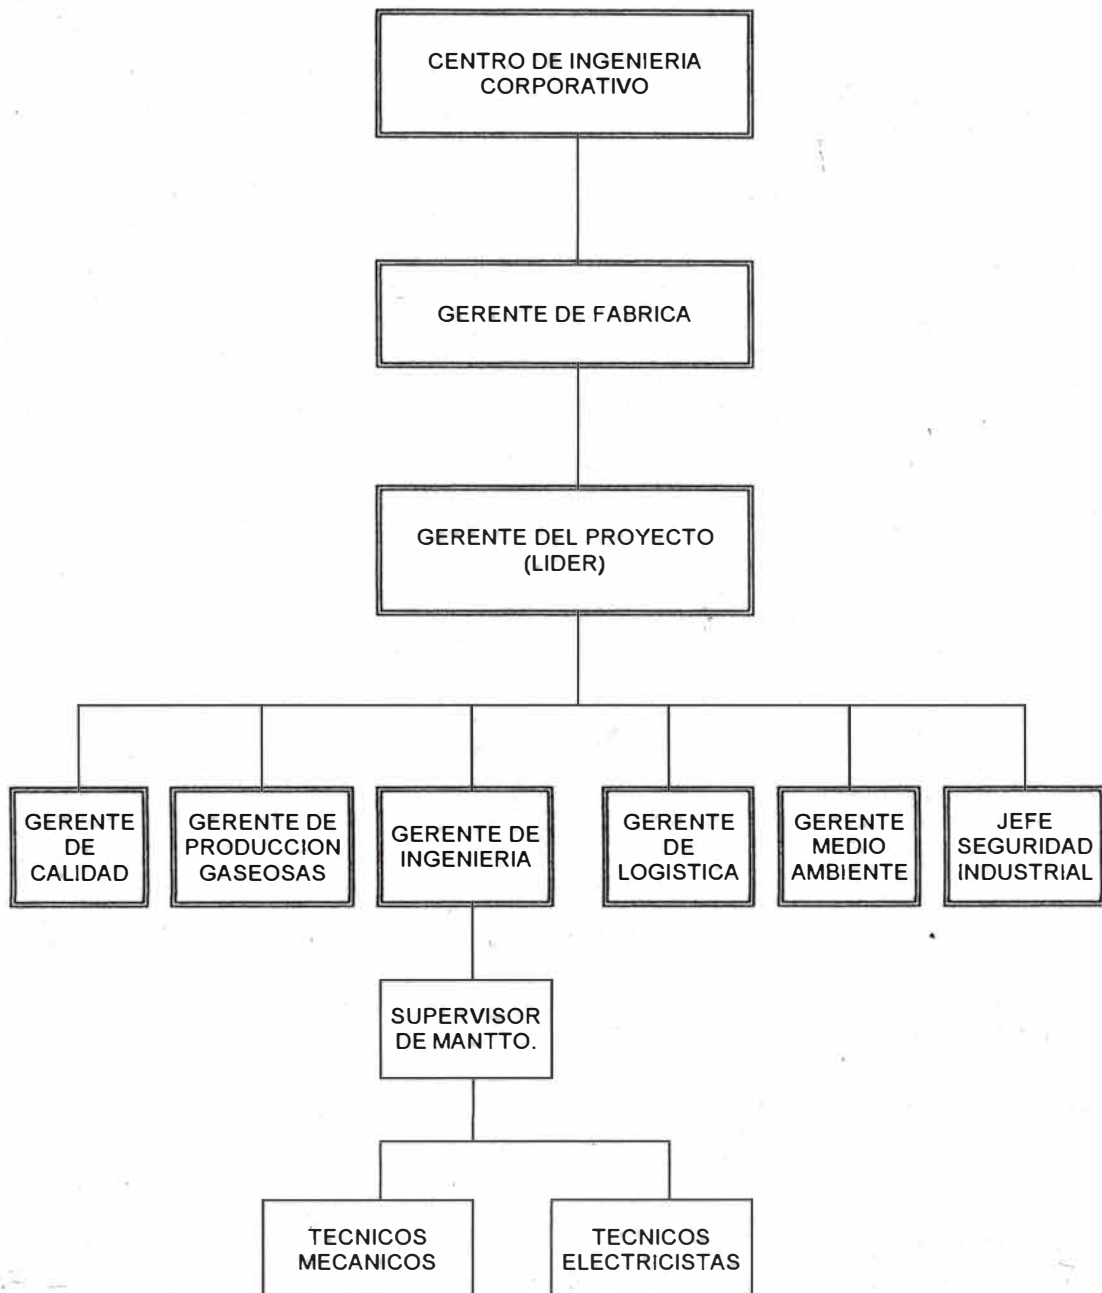 CENTRO DE INGENIERIA
CORPORATIVO
GERENTE DE FABRICA
GERENTE DEL PROYECTO
(LIDER)
GERENTE
DE
CALIDAD
GERENTE DE
PRODUCCION
GASEOSAS
GERENTE DE
INGENIERIA
GERENTE
DE
LOGISTICA
GERENTE
MEDIO
AMBIENTE
JEFE
SEGURIDAD
INDUSTRIAL
SUPERVISOR
DE MANTTO.
TECNICOS
MECANICOS
TECNICOS
ELECTRICISTAS